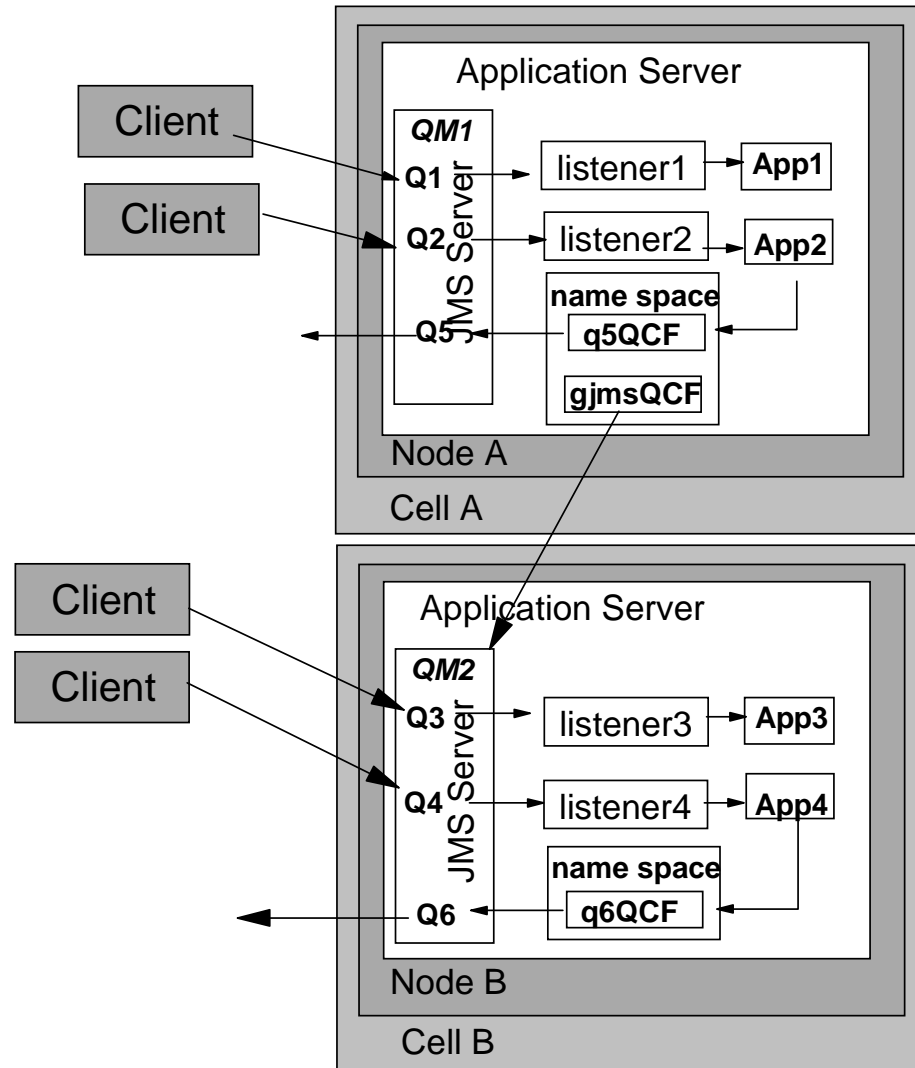 Application Server
Client
QM1
Q1
listener1
App1
Client
Q2
listener2
App2
JMS Server
name space
Q5
q5QCF
gjmsQCF
Node A
Cell A
Client
Application Server
Client
QM2
Q3
listener3
App3
JMS Server
Q4
listener4
App4
name space
Q6
q6QCF
Node B
Cell B